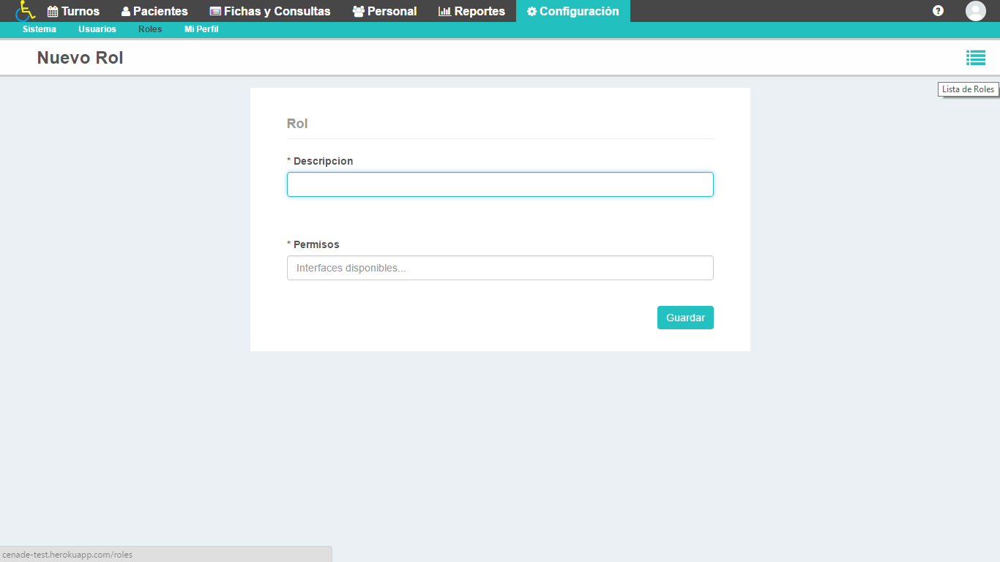 Turnos Pacientes Fichas y Consultas Personal Reportes Configuración
Sistema Usuarios Roles Mi Perfil
Nuevo Rol
Lista de Roles
Rol
* Descripcion
* Permisos
Interfaces disponibles...
Guardar
cenade-test.herokuapp.com/roles